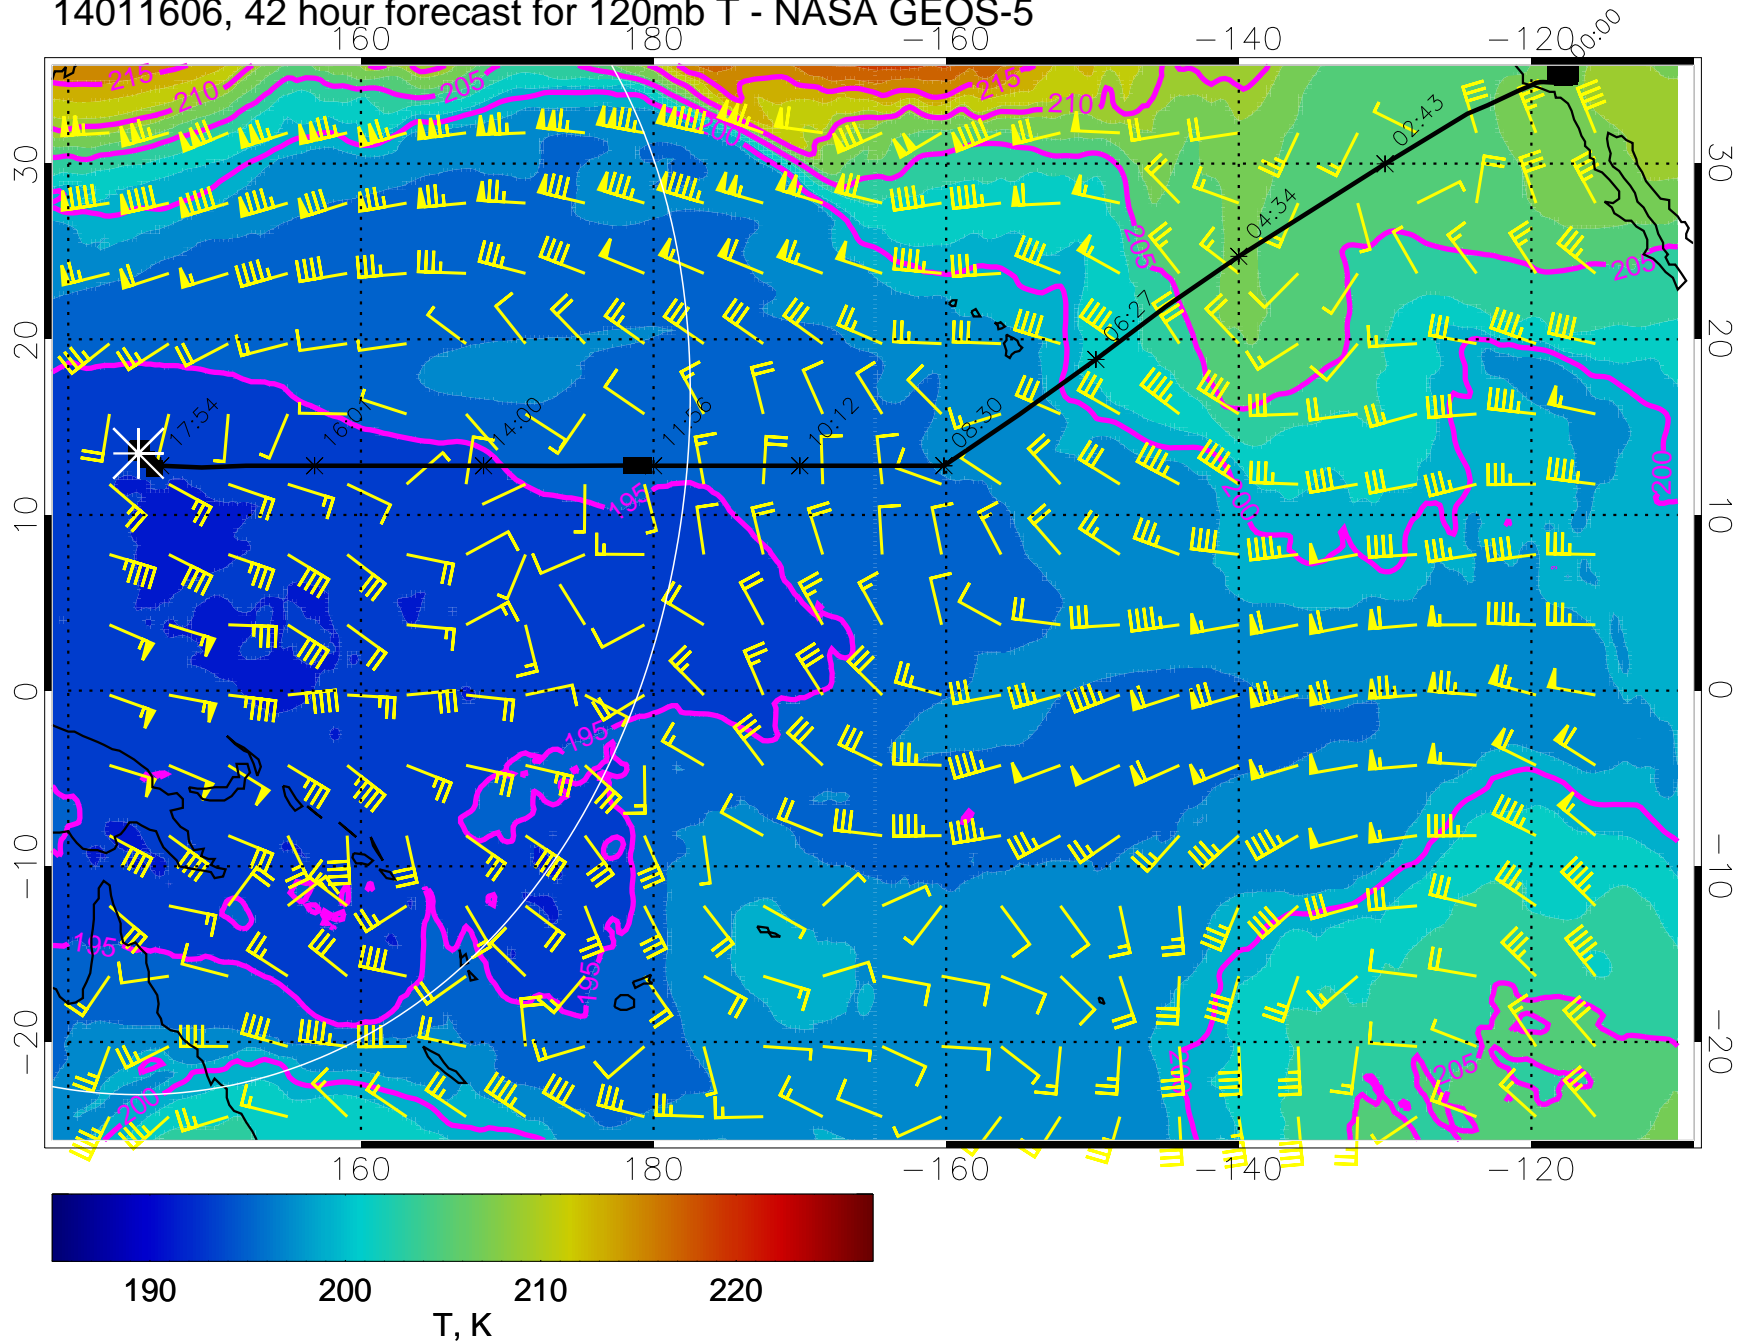 14011606, 42 hour forecast for 120mb T - NASA GEOS-5
160 180 −160 −140 −120
00:00
215 210 205 200 215 210
02:43
30 30
04:34
205 205
06:27
20 20
17:54 16:01 14:00 11:56 10:12 08:30
195 200 200
10 10
0 0
195
−10 −10
195 195
−20 −20
200 205 205
160 180 −160 −140 −120
190 200 210 220
T, K